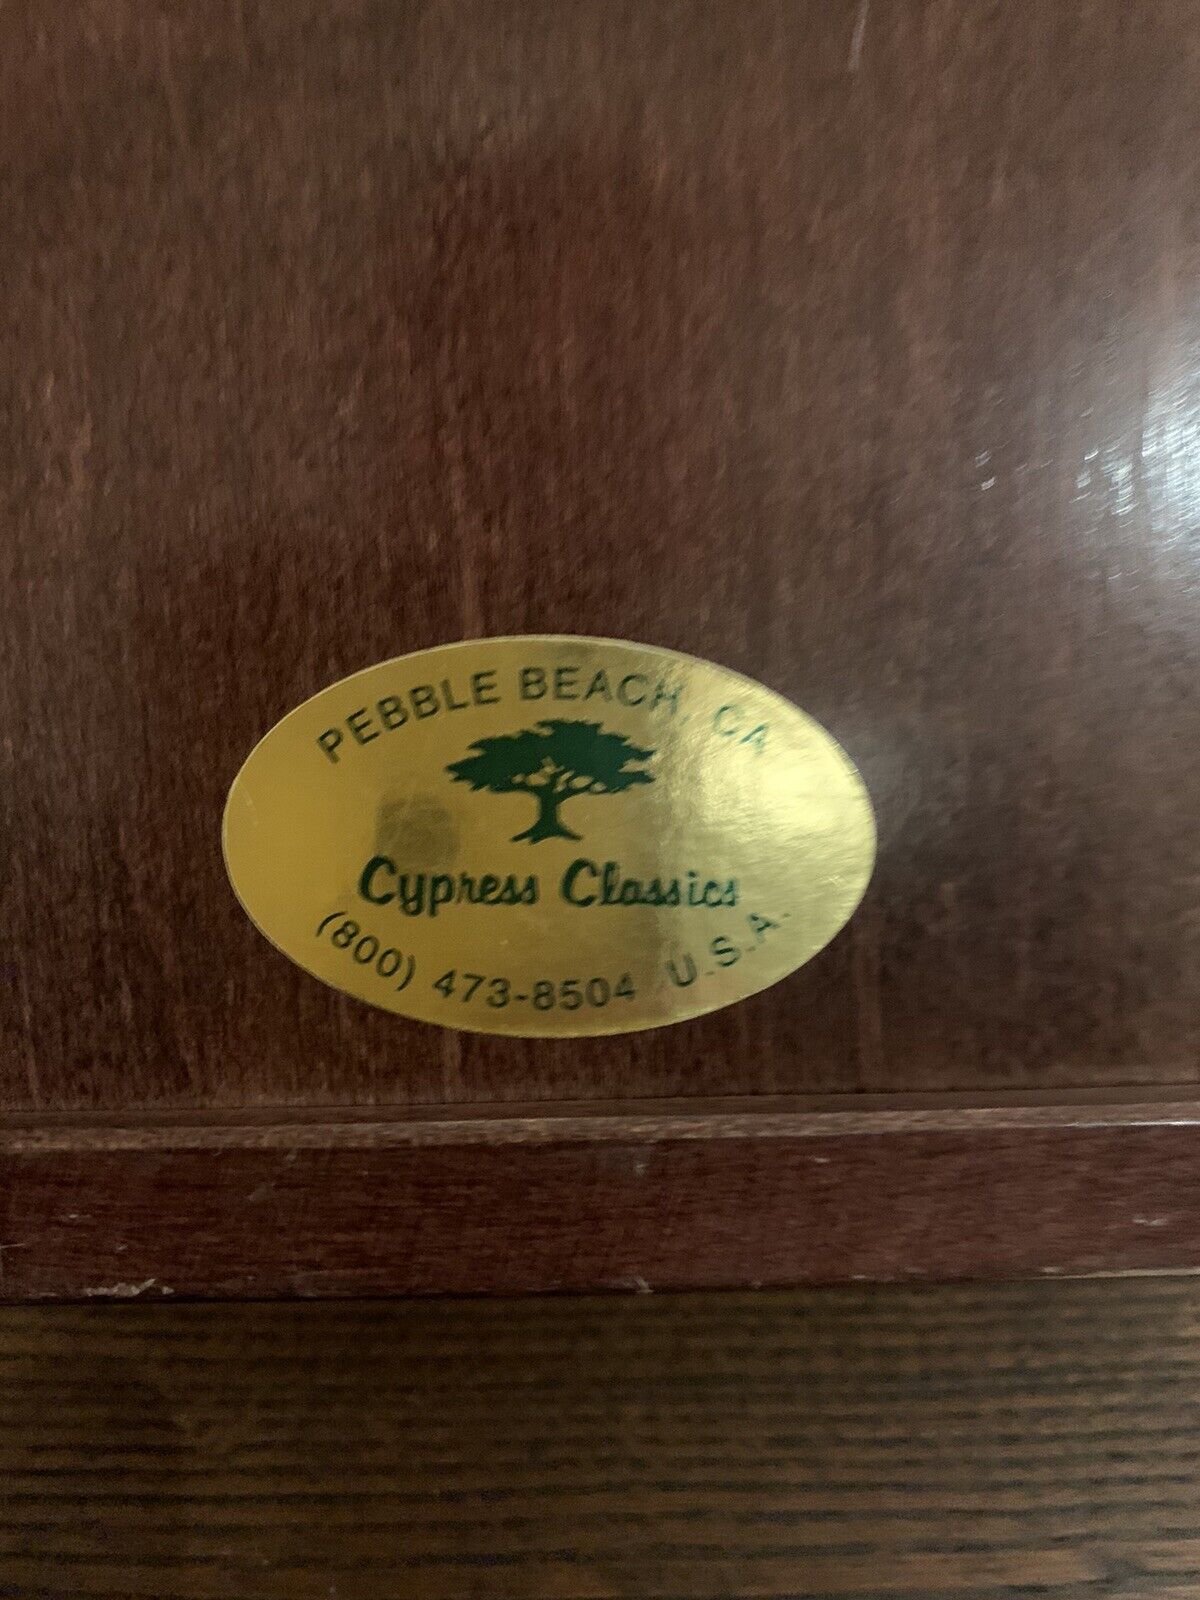 PEBBLE BEACH, CA
Cypress Classics
(800) 473-8504 U.S.A.